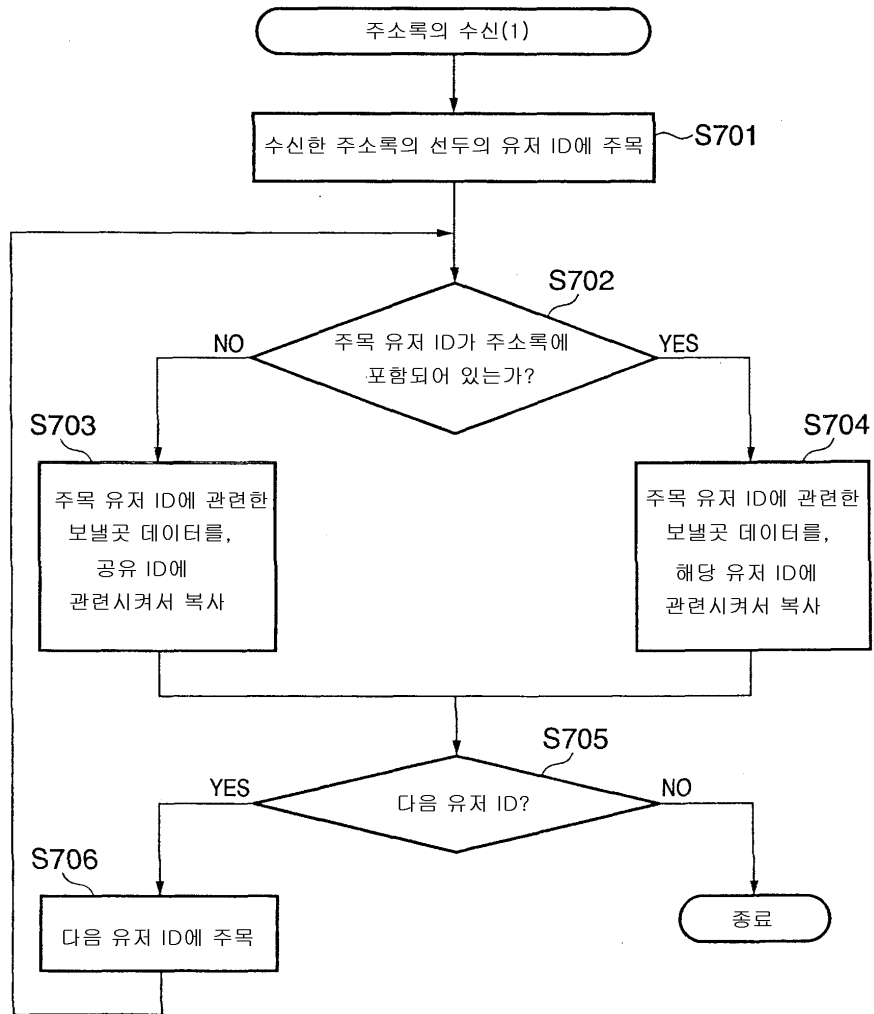 주소록의 수신(1)
S701
수신한 주소록의 선두의 유저 ID에 주목
S702
주목 유저 ID가 주소록에
포함되어 있는가?
NO
YES
S703
주목 유저 ID에 관련한
보낼곳 데이터를,
공유 ID에
관련시켜서 복사
S704
주목 유저 ID에 관련한
보낼곳 데이터를,
해당 유저 ID에
관련시켜서 복사
S705
다음 유저 ID?
YES
NO
S706
다음 유저 ID에 주목
종료